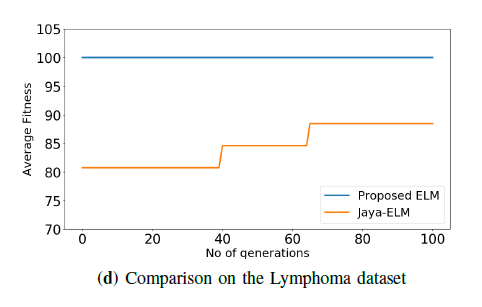 105
100
95
90
85
80
75
70
Average Fitness
Proposed ELM
Jaya-ELM
0 20 40 60 80 100
No of generations
(d) Comparison on the Lymphoma dataset